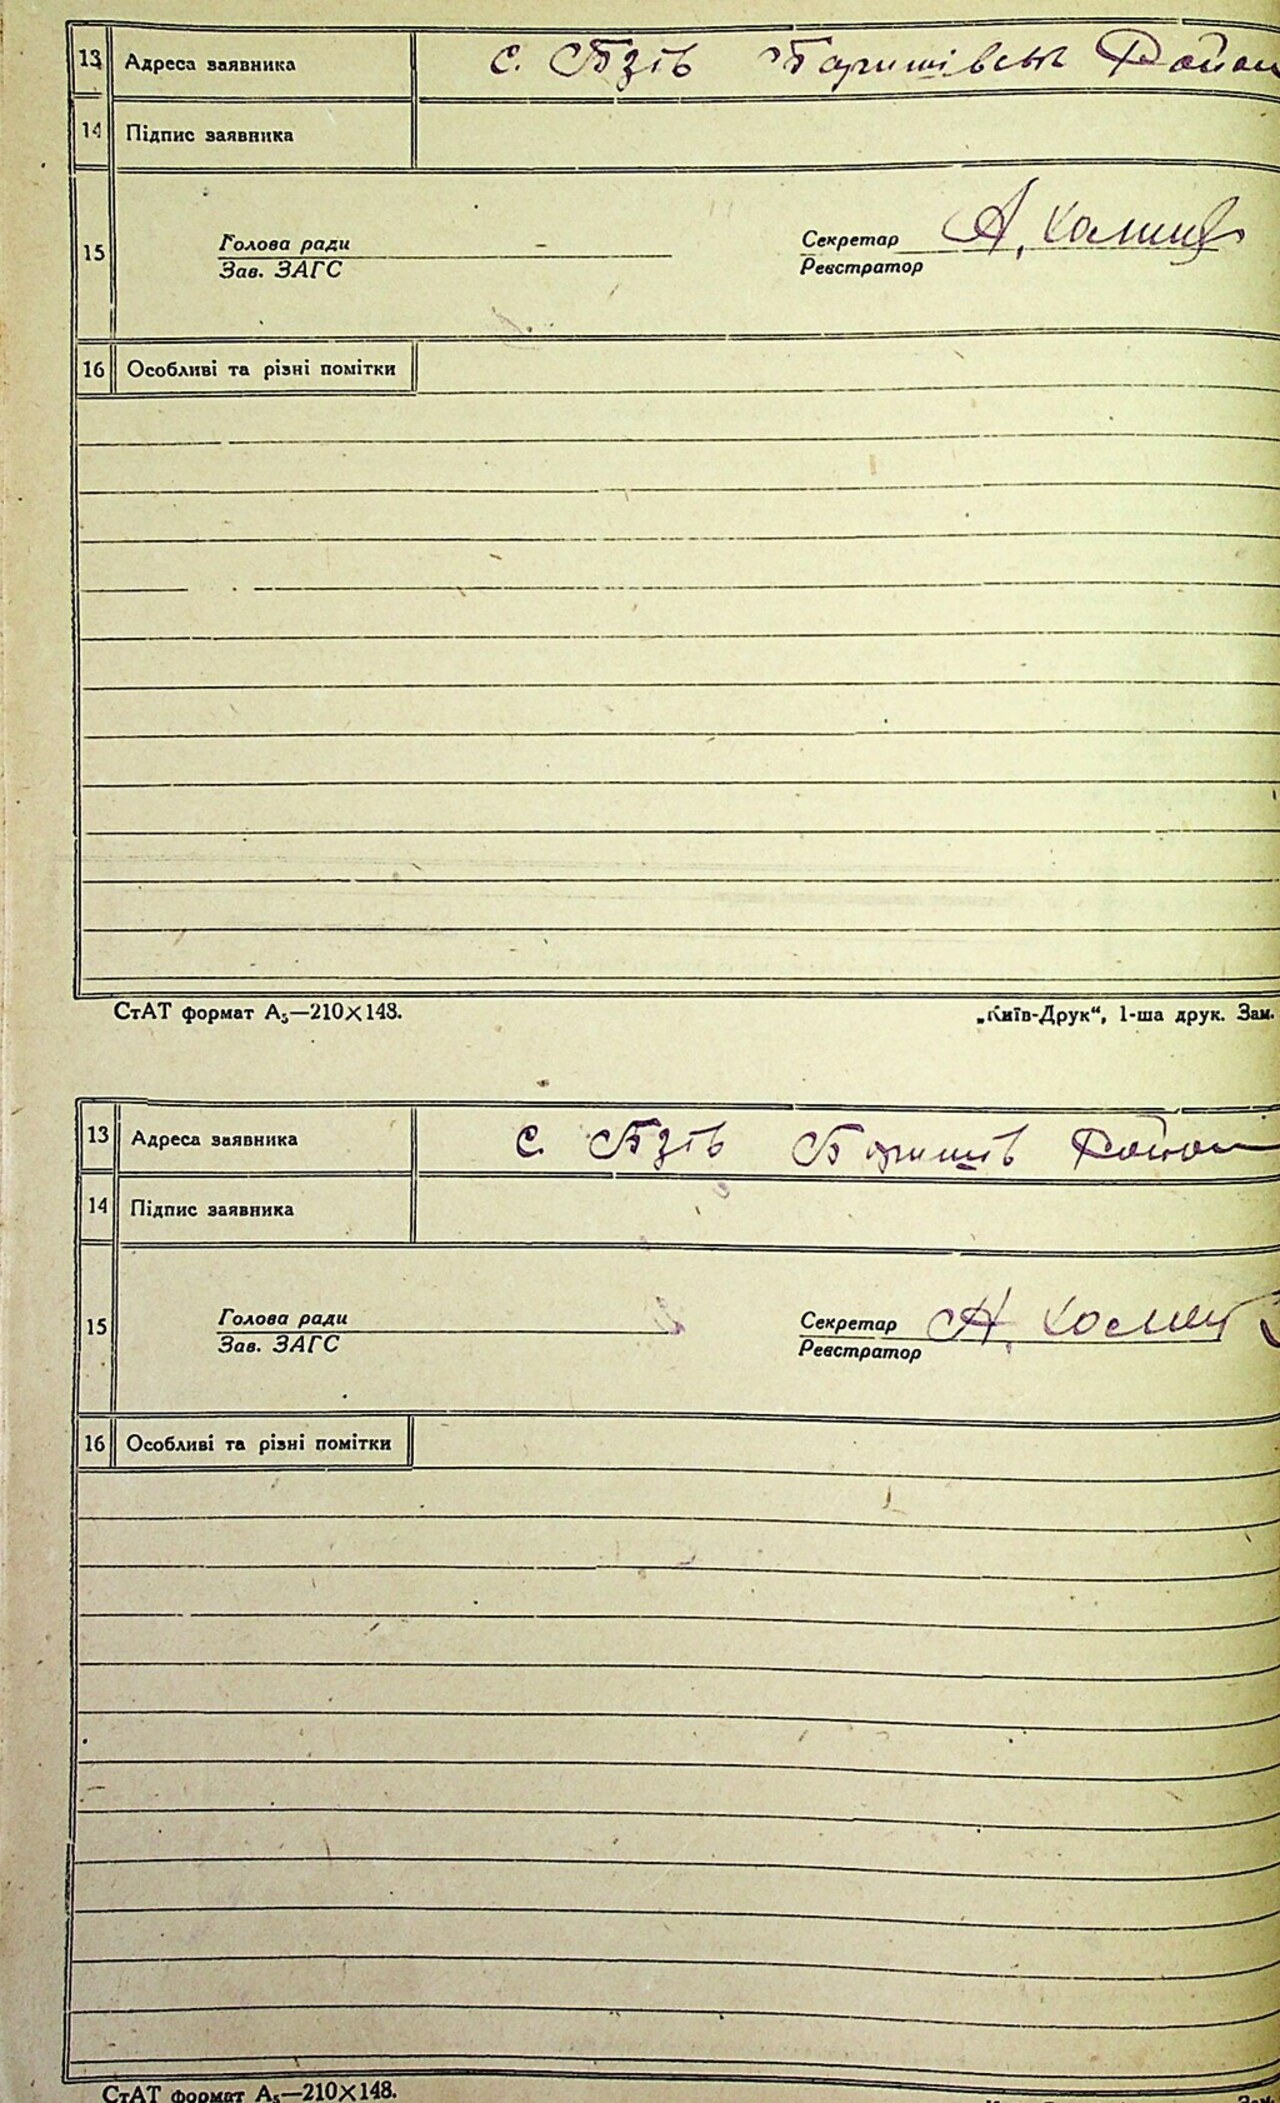 13 Адреса заявника с. Бзів Баришівськ Район
14 Підпис заявника
15 Голова ради Секретар
Зав. ЗАГС Реєстратор
16 Особливі та різні помітки
СтАТ формат А₅—210×148. „Київ-Друк“, 1-ша друк. Зам.
13 Адреса заявника с. Бзів Баришів Район
14 Підпис заявника
15 Голова ради Секретар
Зав. ЗАГС Реєстратор
16 Особливі та різні помітки
СтАТ формат А₅—210×148.